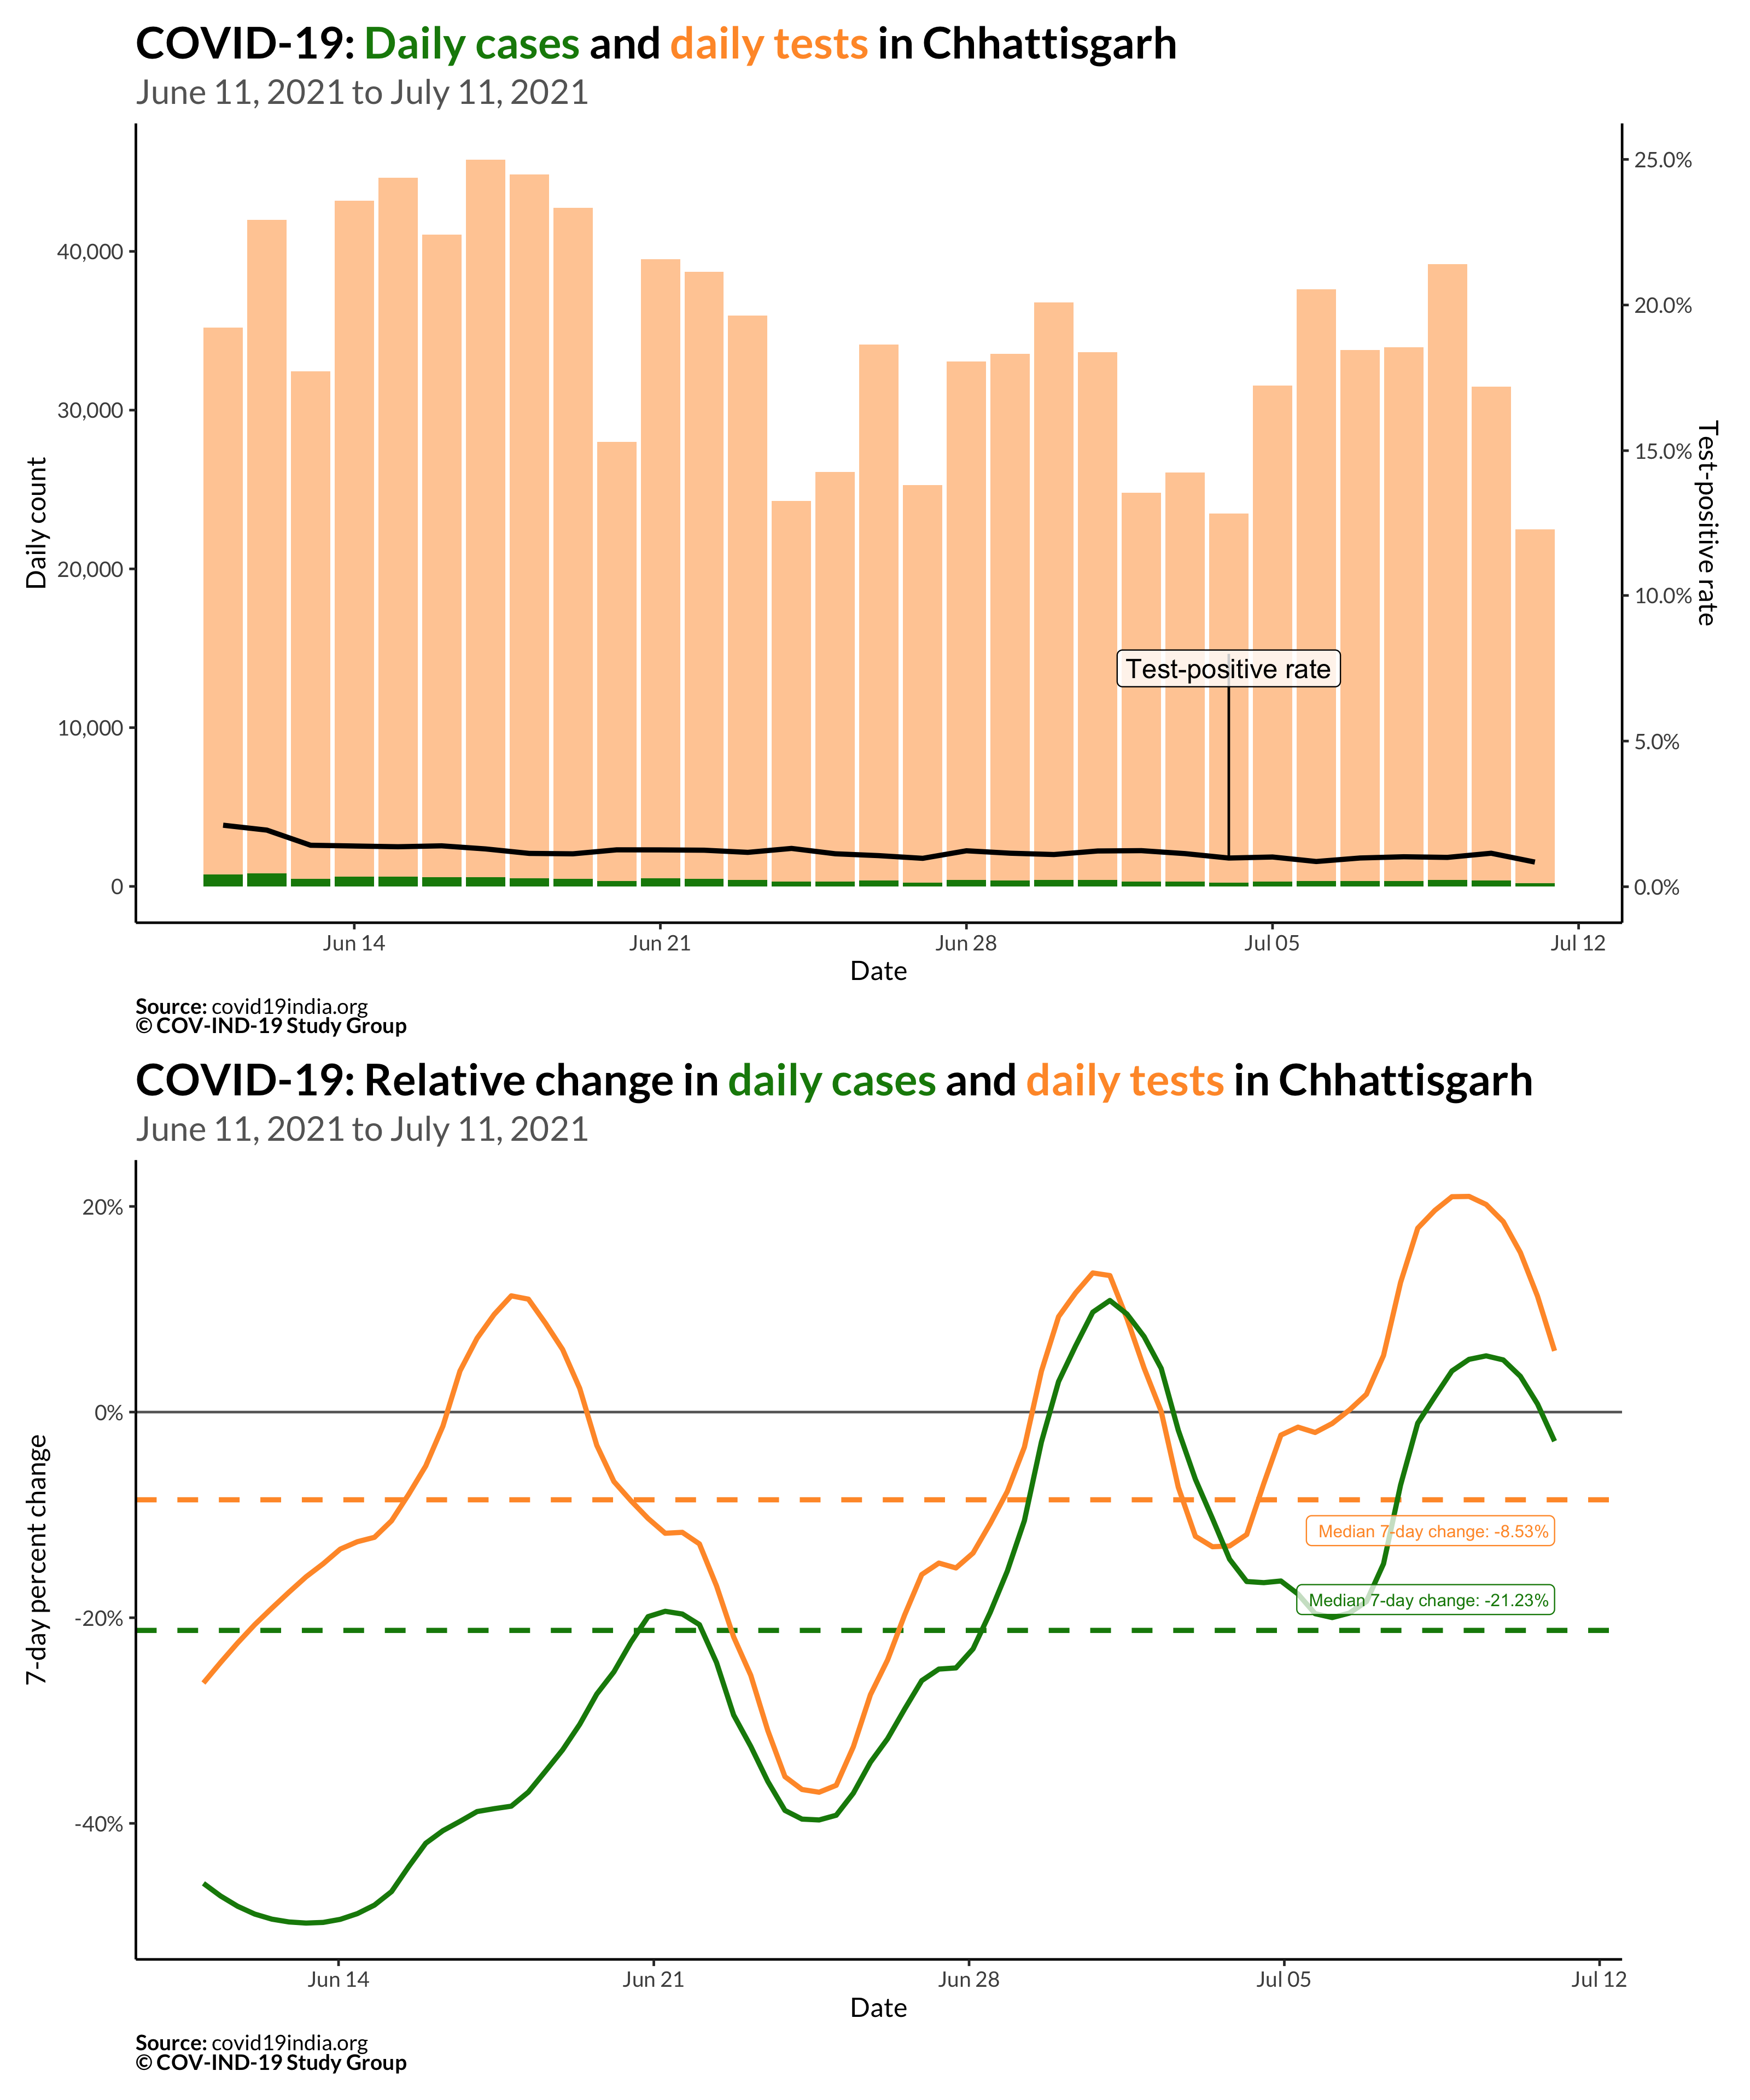 COVID-19: Daily cases and daily tests in Chhattisgarh
June 11, 2021 to July 11, 2021
40,000
30,000
20,000
10,000
0
Daily count
25.0%
20.0%
15.0%
10.0%
5.0%
0.0%
Test-positive rate
Test-positive rate
Jun 14
Jun 21
Jun 28
Jul 05
Jul 12
Date
Source: covid19india.org
© COV-IND-19 Study Group
COVID-19: Relative change in daily cases and daily tests in Chhattisgarh
June 11, 2021 to July 11, 2021
20%
0%
-20%
-40%
7-day percent change
Median 7-day change: -8.53%
Median 7-day change: -21.23%
Jun 14
Jun 21
Jun 28
Jul 05
Jul 12
Date
Source: covid19india.org
© COV-IND-19 Study Group